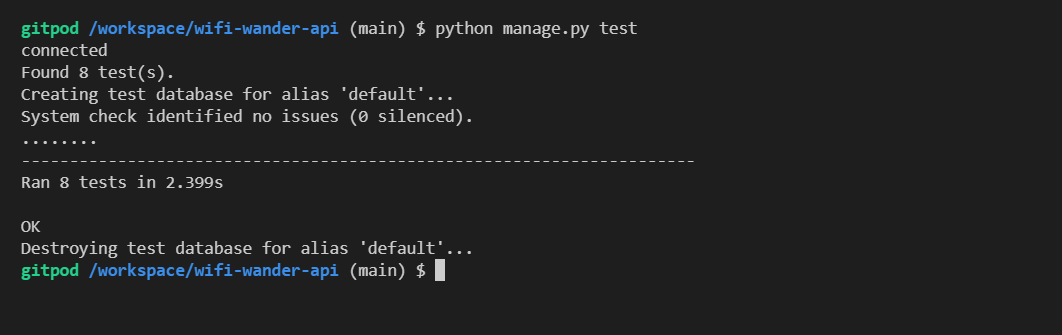 gitpod /workspace/wifi-wander-api (main) $ python manage.py test
connected
Found 8 test(s).
Creating test database for alias 'default'...
System check identified no issues (0 silenced).
........
----------------------------------------------------------------------
Ran 8 tests in 2.399s

OK
Destroying test database for alias 'default'...
gitpod /workspace/wifi-wander-api (main) $